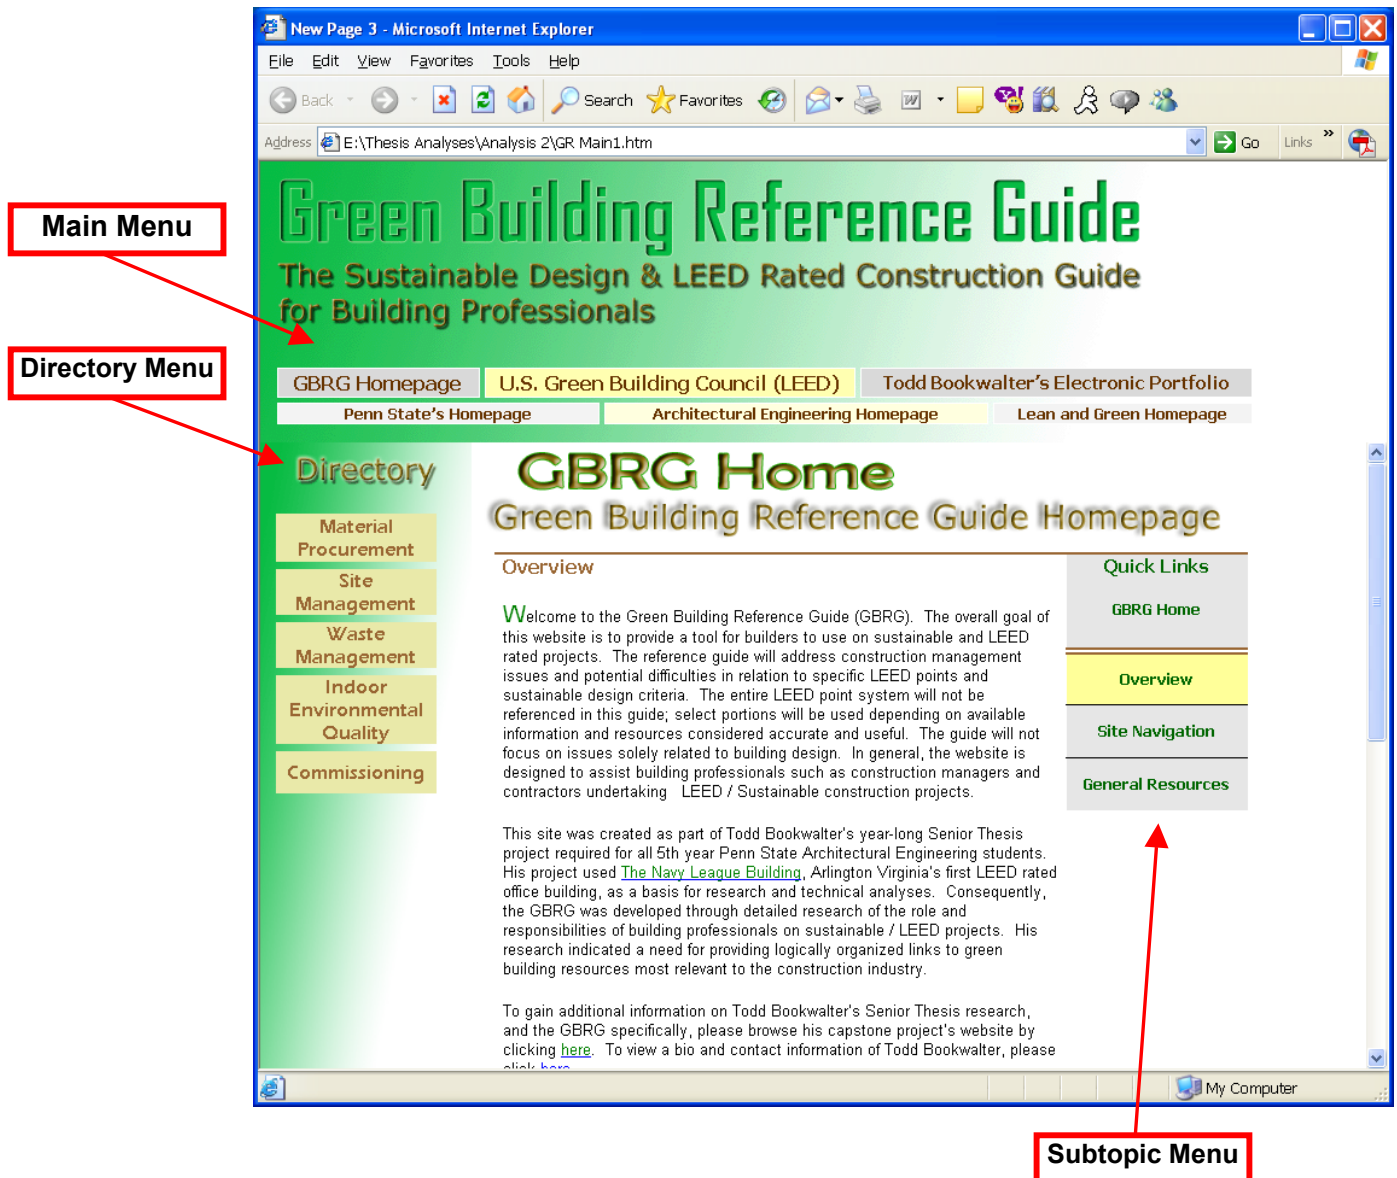 New Page 3 - Microsoft Internet Explorer
File Edit View Favorites Tools Help
Back Search Favorites
Address E:\Thesis Analyses\Analysis 2\GR Main1.htm Go Links »
Green Building Reference Guide
The Sustainable Design & LEED Rated Construction Guide
for Building Professionals
Main Menu
Directory Menu
GBRG Homepage U.S. Green Building Council (LEED) Todd Bookwalter's Electronic Portfolio
Penn State's Homepage Architectural Engineering Homepage Lean and Green Homepage
Directory
Material
Procurement
Site
Management
Waste
Management
Indoor
Environmental
Quality
Commissioning
GBRG Home
Green Building Reference Guide Homepage
Overview
Welcome to the Green Building Reference Guide (GBRG). The overall goal of
this website is to provide a tool for builders to use on sustainable and LEED
rated projects. The reference guide will address construction management
issues and potential difficulties in relation to specific LEED points and
sustainable design criteria. The entire LEED point system will not be
referenced in this guide; select portions will be used depending on available
information and resources considered accurate and useful. The guide will not
focus on issues solely related to building design. In general, the website is
designed to assist building professionals such as construction managers and
contractors undertaking LEED / Sustainable construction projects.
This site was created as part of Todd Bookwalter's year-long Senior Thesis
project required for all 5th year Penn State Architectural Engineering students.
His project used The Navy League Building, Arlington Virginia's first LEED rated
office building, as a basis for research and technical analyses. Consequently,
the GBRG was developed through detailed research of the role and
responsibilities of building professionals on sustainable / LEED projects. His
research indicated a need for providing logically organized links to green
building resources most relevant to the construction industry.
To gain additional information on Todd Bookwalter's Senior Thesis research,
and the GBRG specifically, please browse his capstone project's website by
clicking here. To view a bio and contact information of Todd Bookwalter, please
click here
Quick Links
GBRG Home
Overview
Site Navigation
General Resources
My Computer
Subtopic Menu